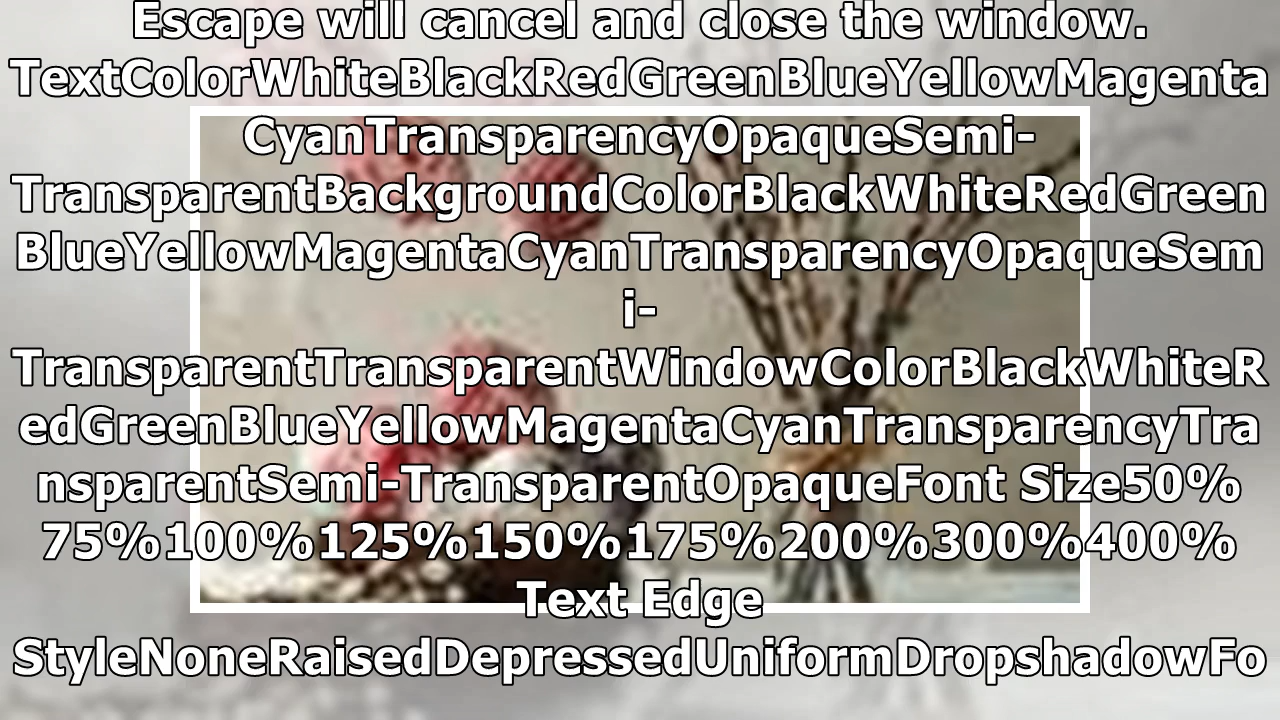 Escape will cancel and close the window.
TextColorWhiteBlackRedGreenBlueYellowMagenta
CyanTransparencyOpaqueSemi-
TransparentBackgroundColorBlackWhiteRedGreen
BlueYellowMagentaCyanTransparencyOpaqueSem
i-
TransparentTransparentWindowColorBlackWhiteR
edGreenBlueYellowMagentaCyanTransparencyTra
nsparentSemi-TransparentOpaqueFont Size50%
75%100%125%150%175%200%300%400%
Text Edge
StyleNoneRaisedDepressedUniformDropshadowFo